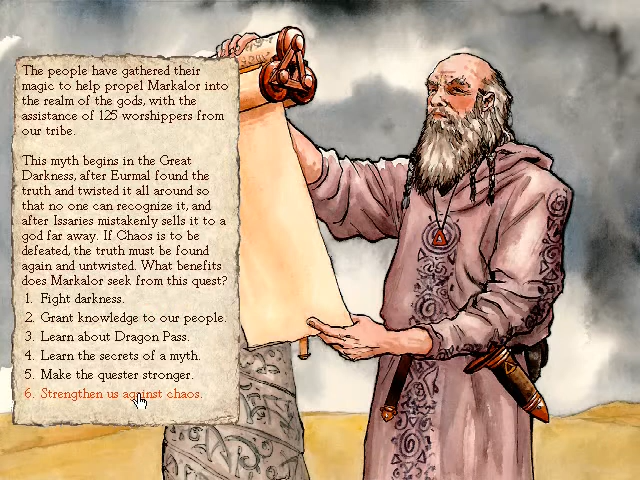 The people have gathered their
magic to help propel Markalor into
the realm of the gods, with the
assistance of 125 worshippers from
our tribe.
This myth begins in the Great
Darkness, after Eurmal found the
truth and twisted it all around so
that no one can recognize it, and
after Issaries mistakenly sells it to a
god far away. If Chaos is to be
defeated, the truth must be found
again and untwisted. What benefits
does Markalor seek from this quest?
1. Fight darkness.
2. Grant knowledge to our people.
3. Learn about Dragon Pass.
4. Learn the secrets of a myth.
5. Make the quester stronger.
6. Strengthen us against chaos.